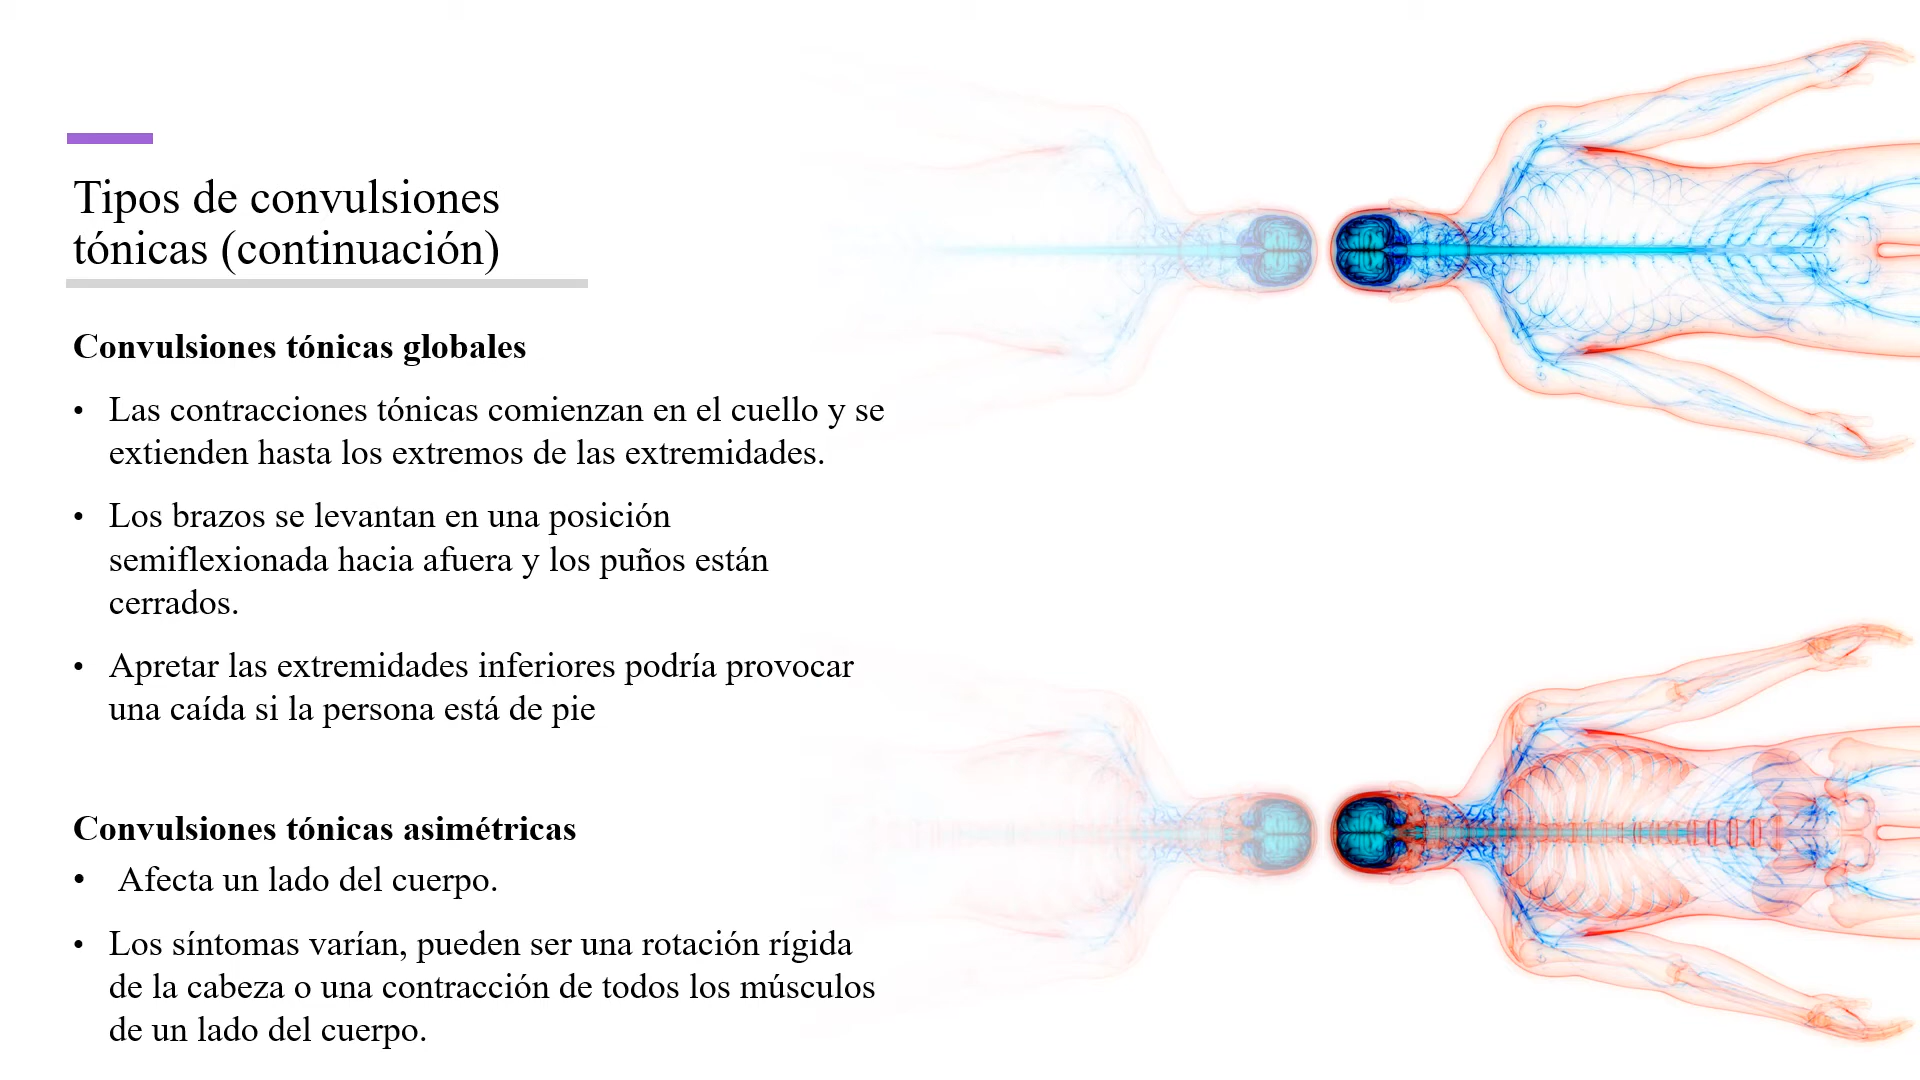 Tipos de convulsiones
tónicas (continuación)
Convulsiones tónicas globales
• Las contracciones tónicas comienzan en el cuello y se
extienden hasta los extremos de las extremidades.
• Los brazos se levantan en una posición
semiflexionada hacia afuera y los puños están
cerrados.
• Apretar las extremidades inferiores podría provocar
una caída si la persona está de pie
Convulsiones tónicas asimétricas
• Afecta un lado del cuerpo.
• Los síntomas varían, pueden ser una rotación rígida
de la cabeza o una contracción de todos los músculos
de un lado del cuerpo.